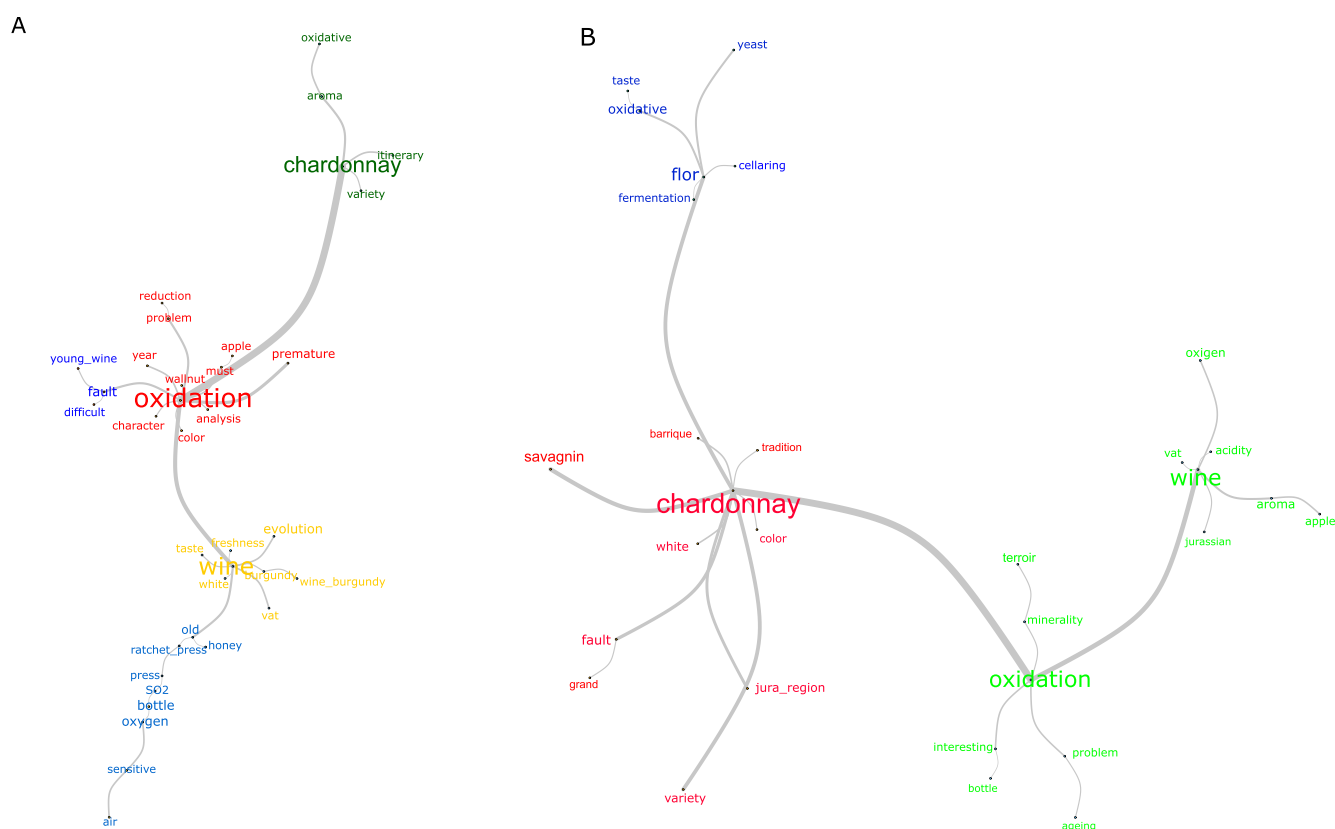 A
oxidative
aroma
itinerary
chardonnay
variety
reduction
problem
young_wine
year
apple
premature
wallnut
must
fault
oxidation
difficult
character
analysis
color
evolution
taste
freshness
wine
white
burgundy
wine_burgundy
vat
old
ratchet_press
honey
press
SO2
bottle
oxygen
sensitive
air
B
yeast
taste
oxidative
flor
cellaring
fermentation
barrique
tradition
savagnin
chardonnay
white
color
fault
grand
jura_region
variety
oxigen
vat
acidity
wine
aroma
apple
jurassian
terroir
minerality
oxidation
interesting
problem
bottle
ageing